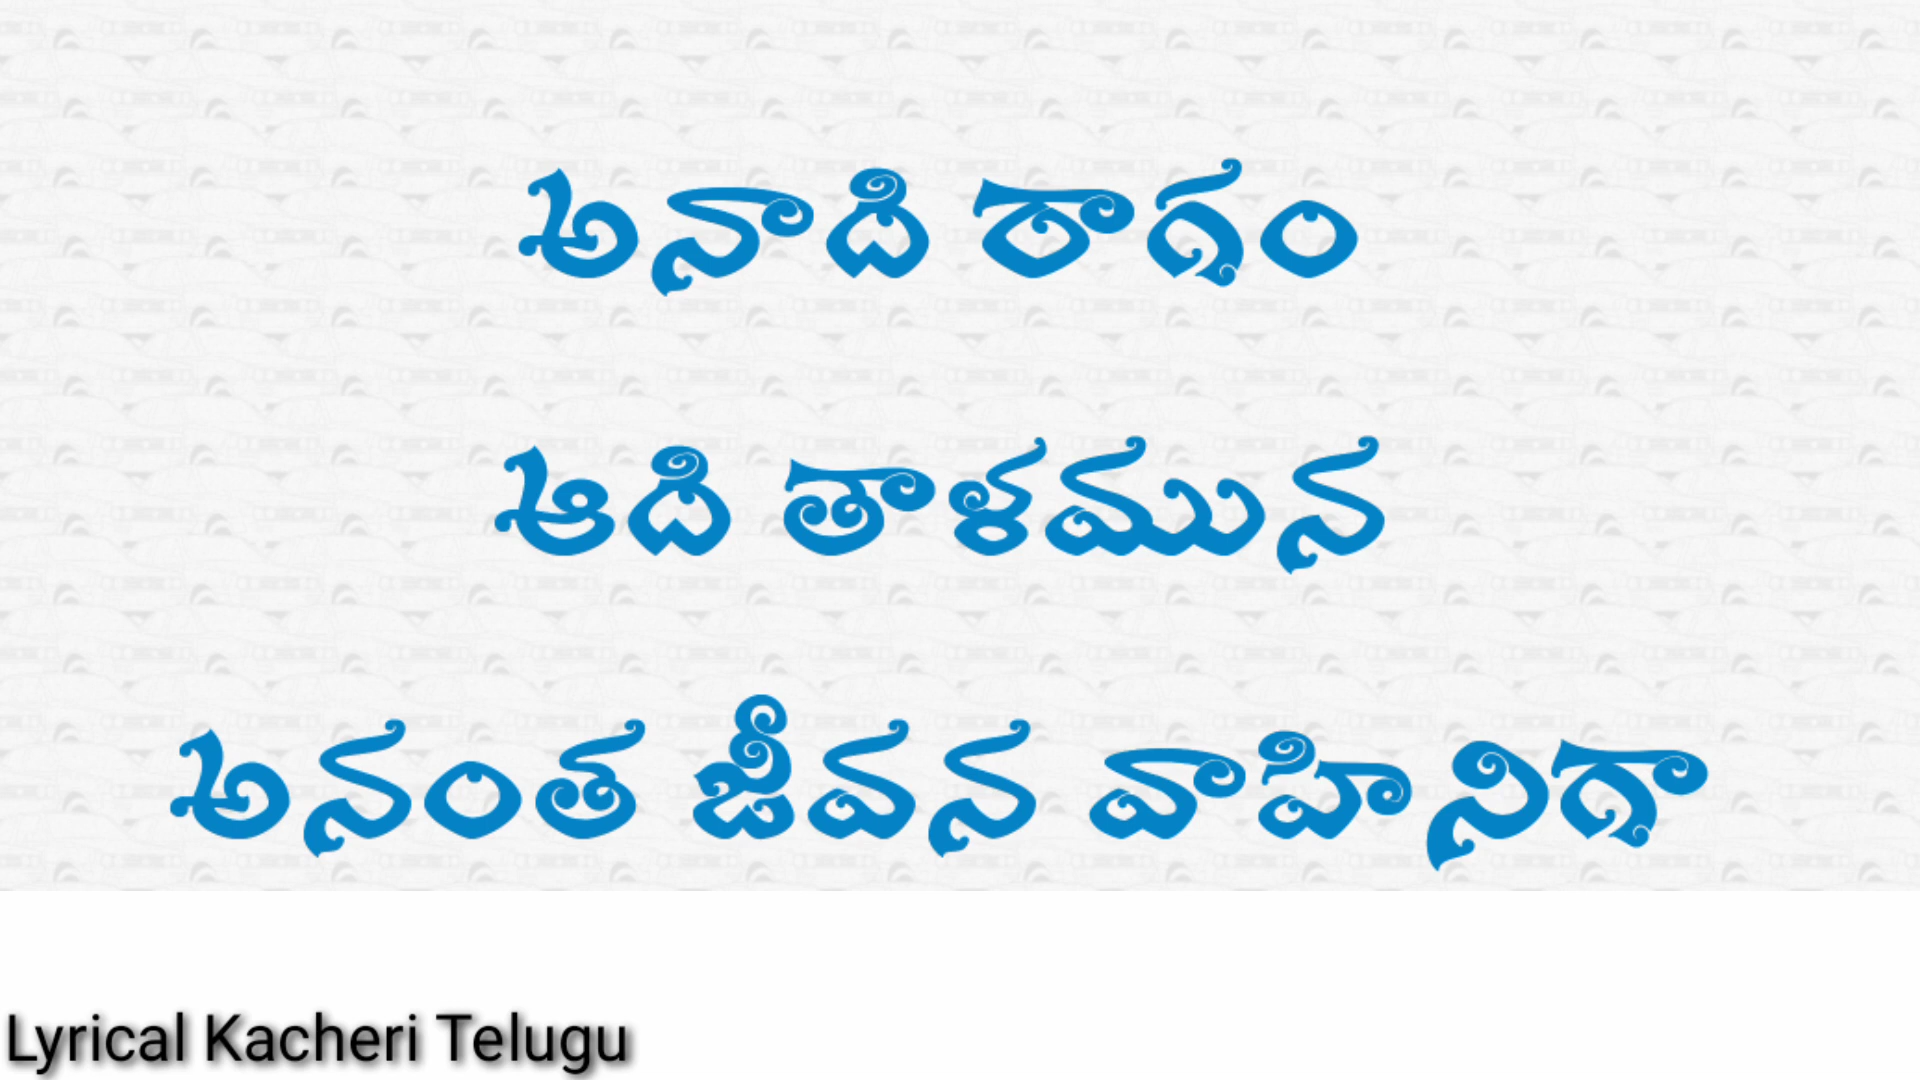 అనాది రాగం
ఆది తాళమున
అనంత జీవన వాహినిగా
Lyrical Kacheri Telugu